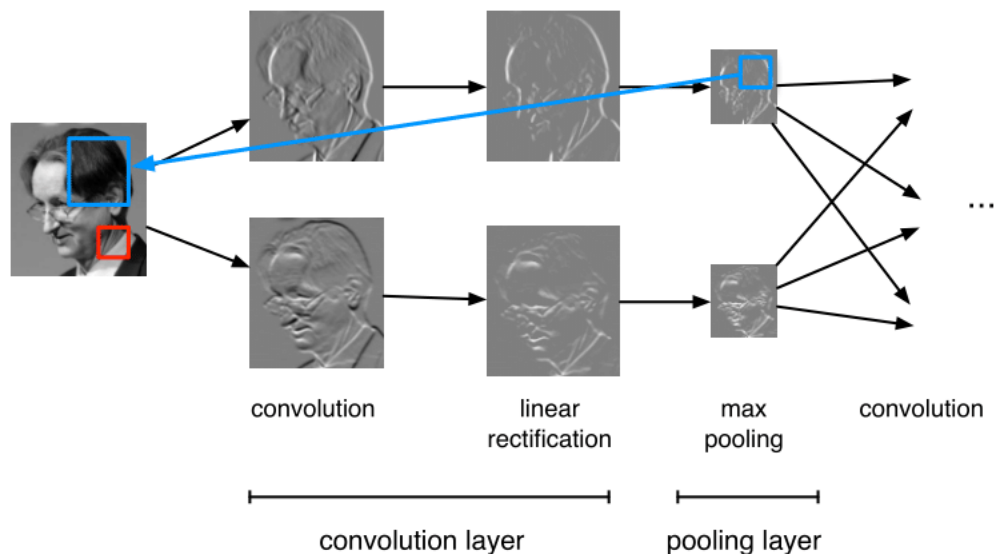 ...
convolution
linear
rectification
max
pooling
convolution
convolution layer
pooling layer